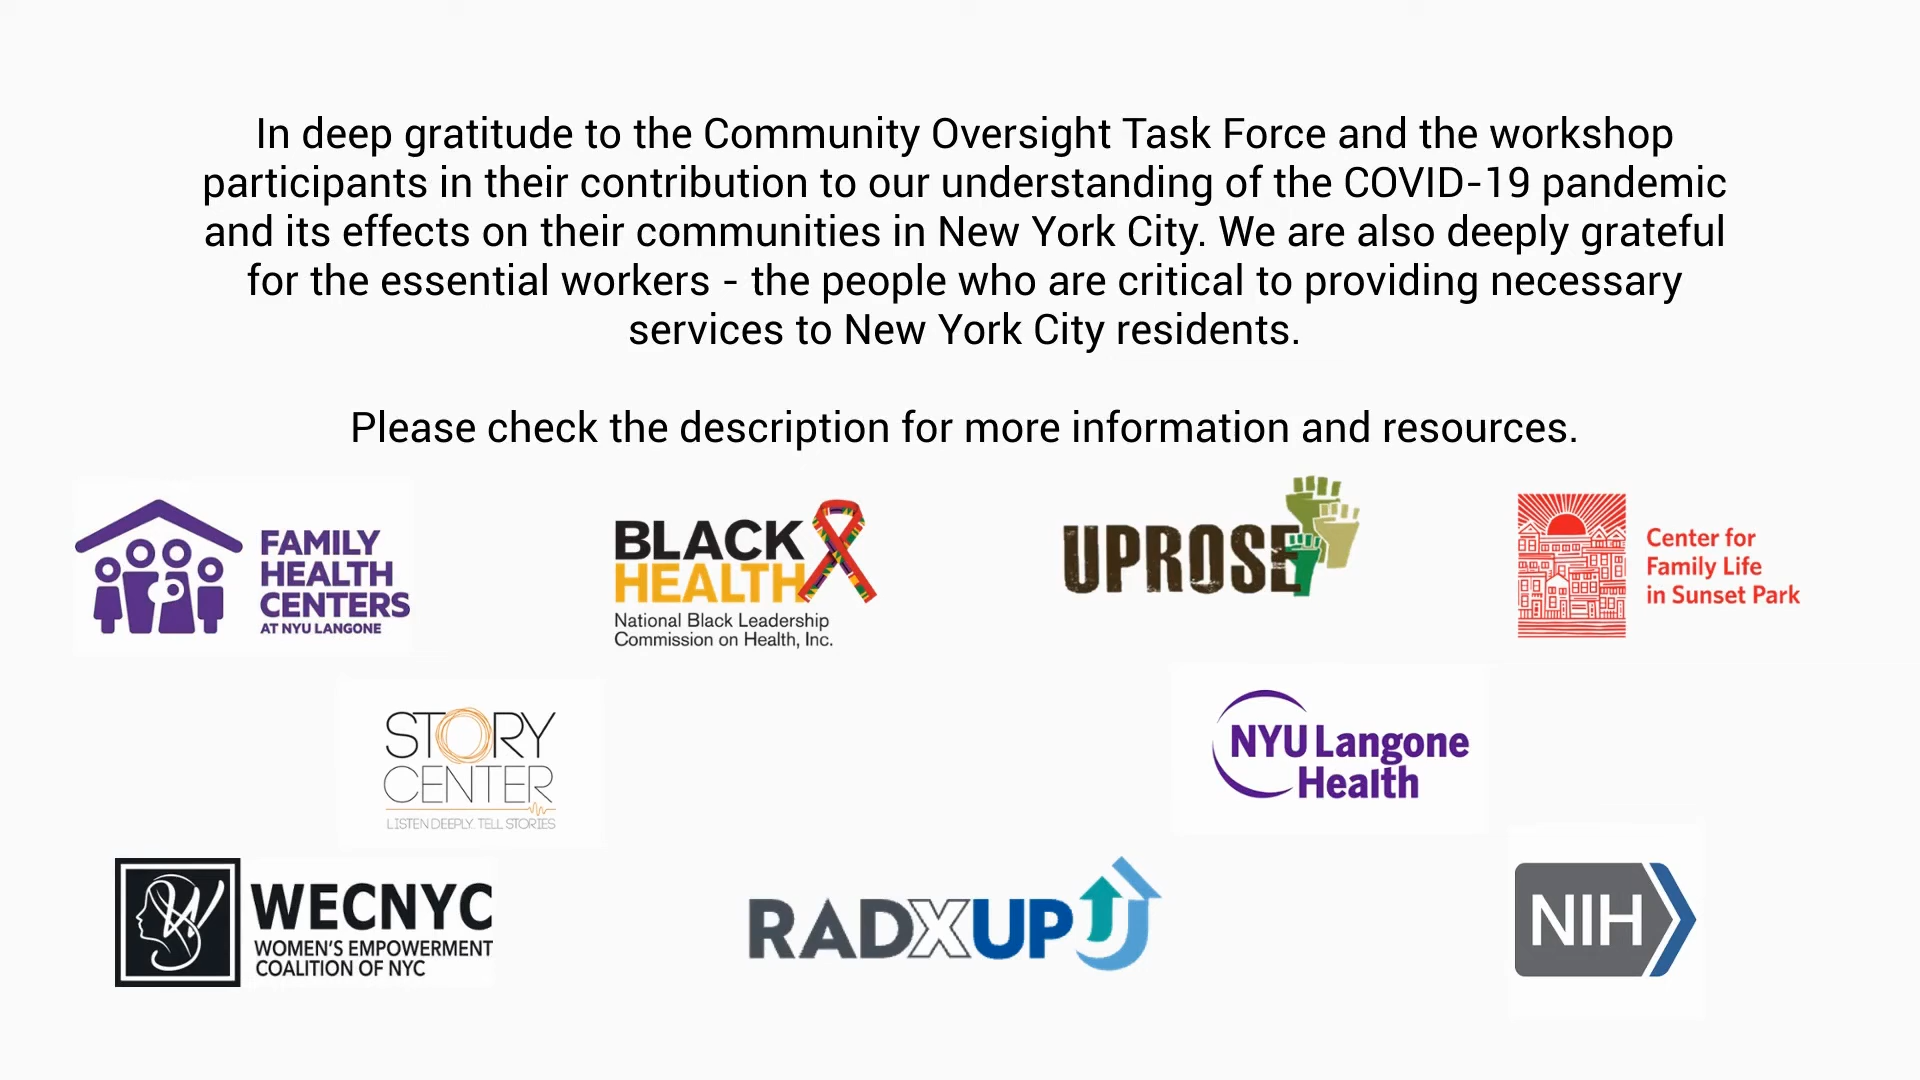 In deep gratitude to the Community Oversight Task Force and the workshop
participants in their contribution to our understanding of the COVID-19 pandemic
and its effects on their communities in New York City. We are also deeply grateful
for the essential workers - the people who are critical to providing necessary
services to New York City residents.
Please check the description for more information and resources.
FAMILY
HEALTH
CENTERS
AT NYU LANGONE
BLACK
HEALTH
National Black Leadership
Commission on Health, Inc.
UPROSE
Center for
Family Life
in Sunset Park
STORY
CENTER
LISTEN DEEPLY. TELL STORIES
NYU Langone
Health
WECNYC
WOMEN'S EMPOWERMENT
COALITION OF NYC
RADXUP
NIH